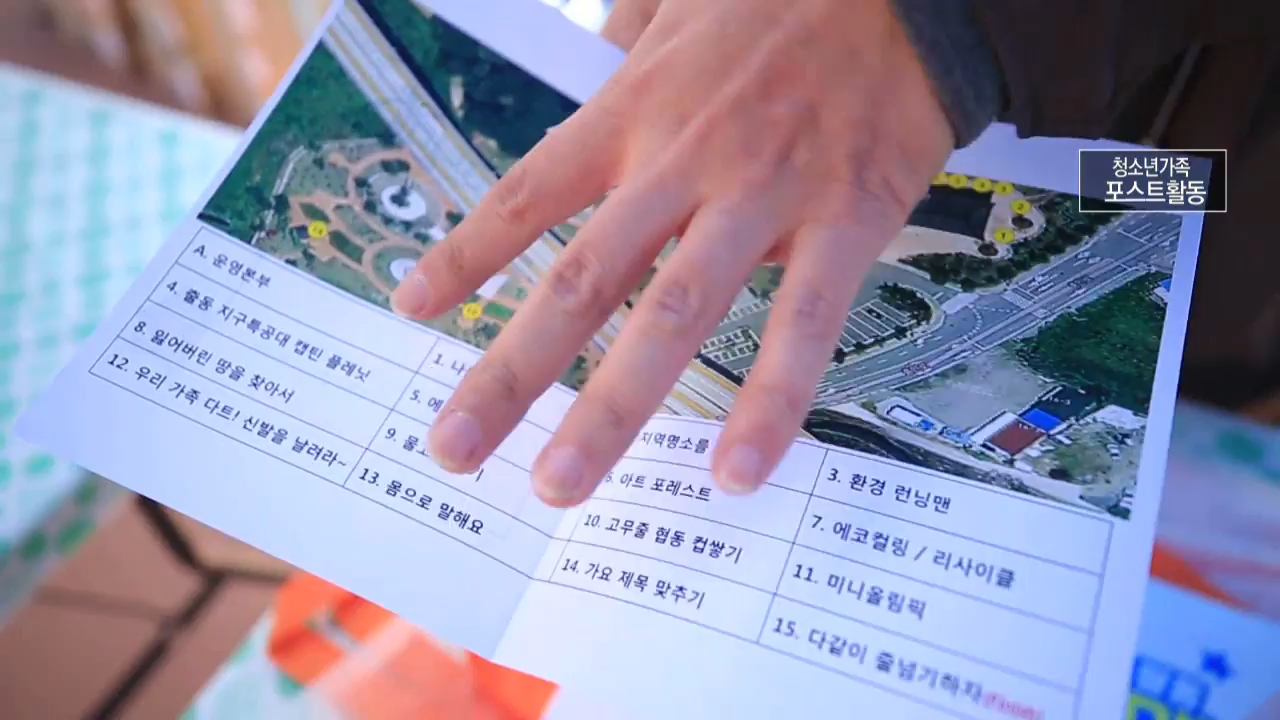 청소년가족
포스트활동
A. 운영본부
4. 출동 지구특공대 캡틴 플레닛
8. 잃어버린 땅을 찾아서
12. 우리 가족 다트! 신발을 날려라~
1.
5.
9.
13. 몸으로 말해요
지역명소를
아트 포레스트
10. 고무줄 협동 컵쌓기
14. 가요 제목 맞추기
3. 환경 런닝맨
7. 에코컬링 / 리사이클
11. 미니올림픽
15. 다같이 줄넘기하자